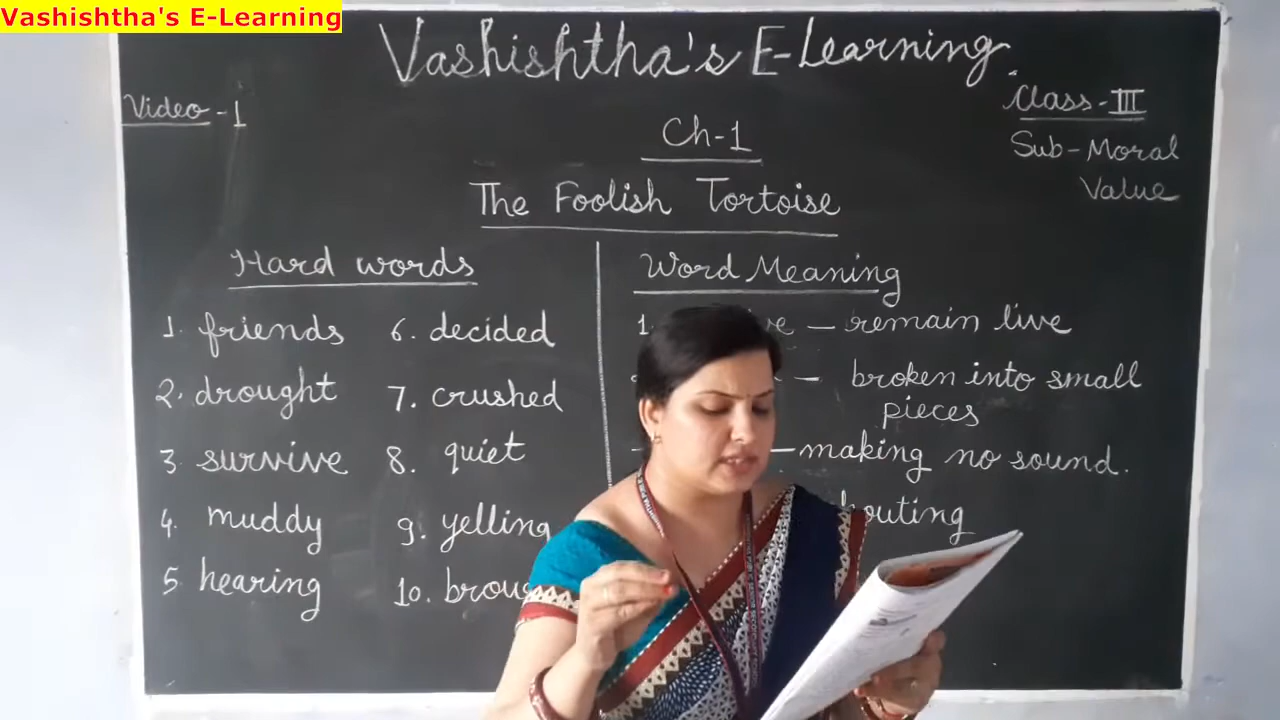 Vashishtha's E-Learning
Vashishtha's E-Learning
Video-1
Class-III
Sub-Moral
Value
Ch-1
The Foolish Tortoise
Hard words
1. friends
2. drought
3. survive
4. muddy
5 hearing
6. decided
7. crushed
8. quiet
9. yelling
10.
Word Meaning
1. — remain live
— broken into small
pieces
— making no sound.